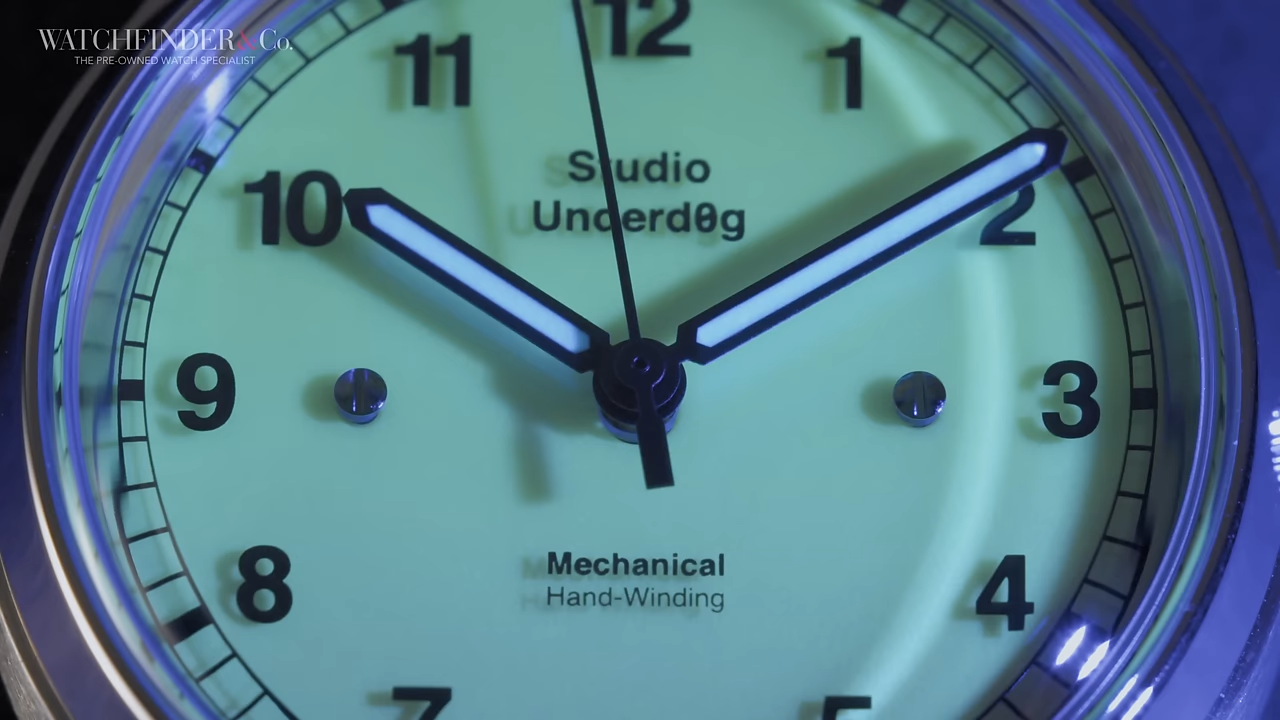 WATCHFINDER&Co.
THE PRE-OWNED WATCH SPECIALIST
12
11
1
Studio
Underdθg
10
2
9
3
Mechanical
Hand-Winding
8
4
7
5